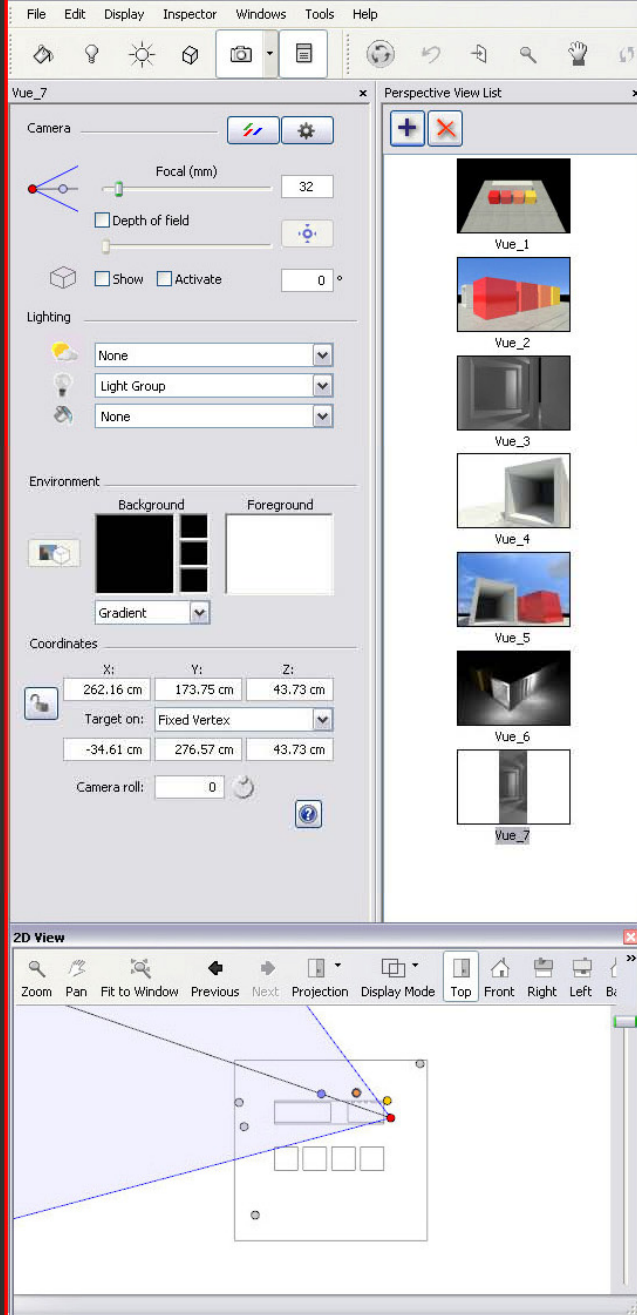 File Edit Display Inspector Windows Tools Help
Vue_7 x
Camera
Focal (mm)
32
Depth of field
Show Activate 0 °
Lighting
None
Light Group
None
Environment
Background Foreground
Gradient
Coordinates
X: Y: Z:
262.16 cm 173.75 cm 43.73 cm
Target on: Fixed Vertex
-34.61 cm 276.57 cm 43.73 cm
Camera roll: 0
Perspective View List
Vue_1
Vue_2
Vue_3
Vue_4
Vue_5
Vue_6
Vue_7
2D View
Zoom Pan Fit to Window Previous Next Projection Display Mode Top Front Right Left